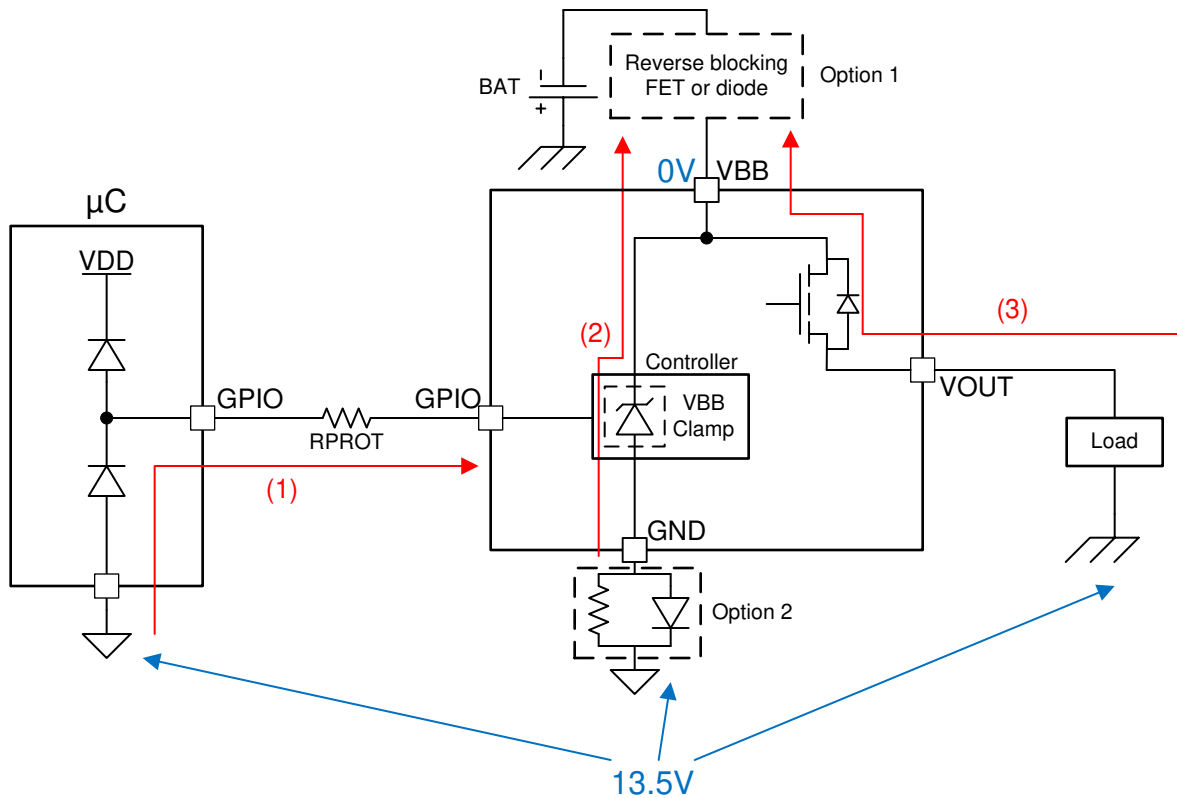 BAT
-
+
Reverse blocking
FET or diode
Option 1
0V
VBB
µC
VDD
GPIO
RPROT
GPIO
(1)
(2)
Controller
VBB
Clamp
(3)
VOUT
Load
GND
Option 2
13.5V